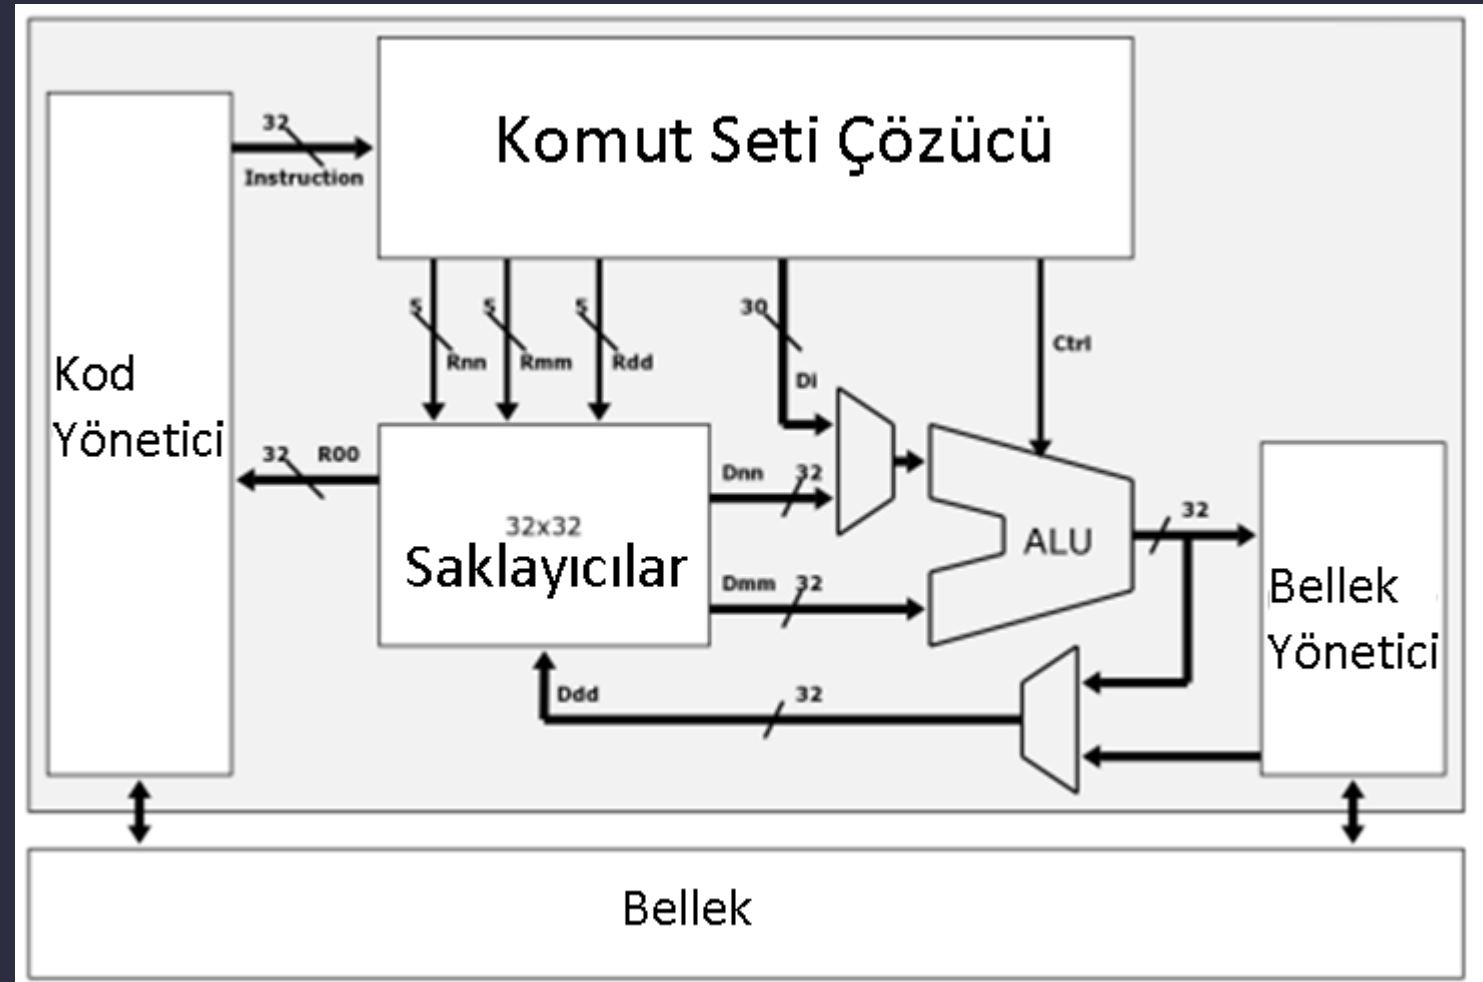 Komut Seti Çözücü
32
Instruction
5
Rnn
5
Rmm
5
Rdd
30
Di
Ctrl
Kod
Yönetici
32 R00
32x32
Saklayıcılar
Dnn 32
Dmm 32
ALU
32
Bellek
Yönetici
Ddd 32
Bellek